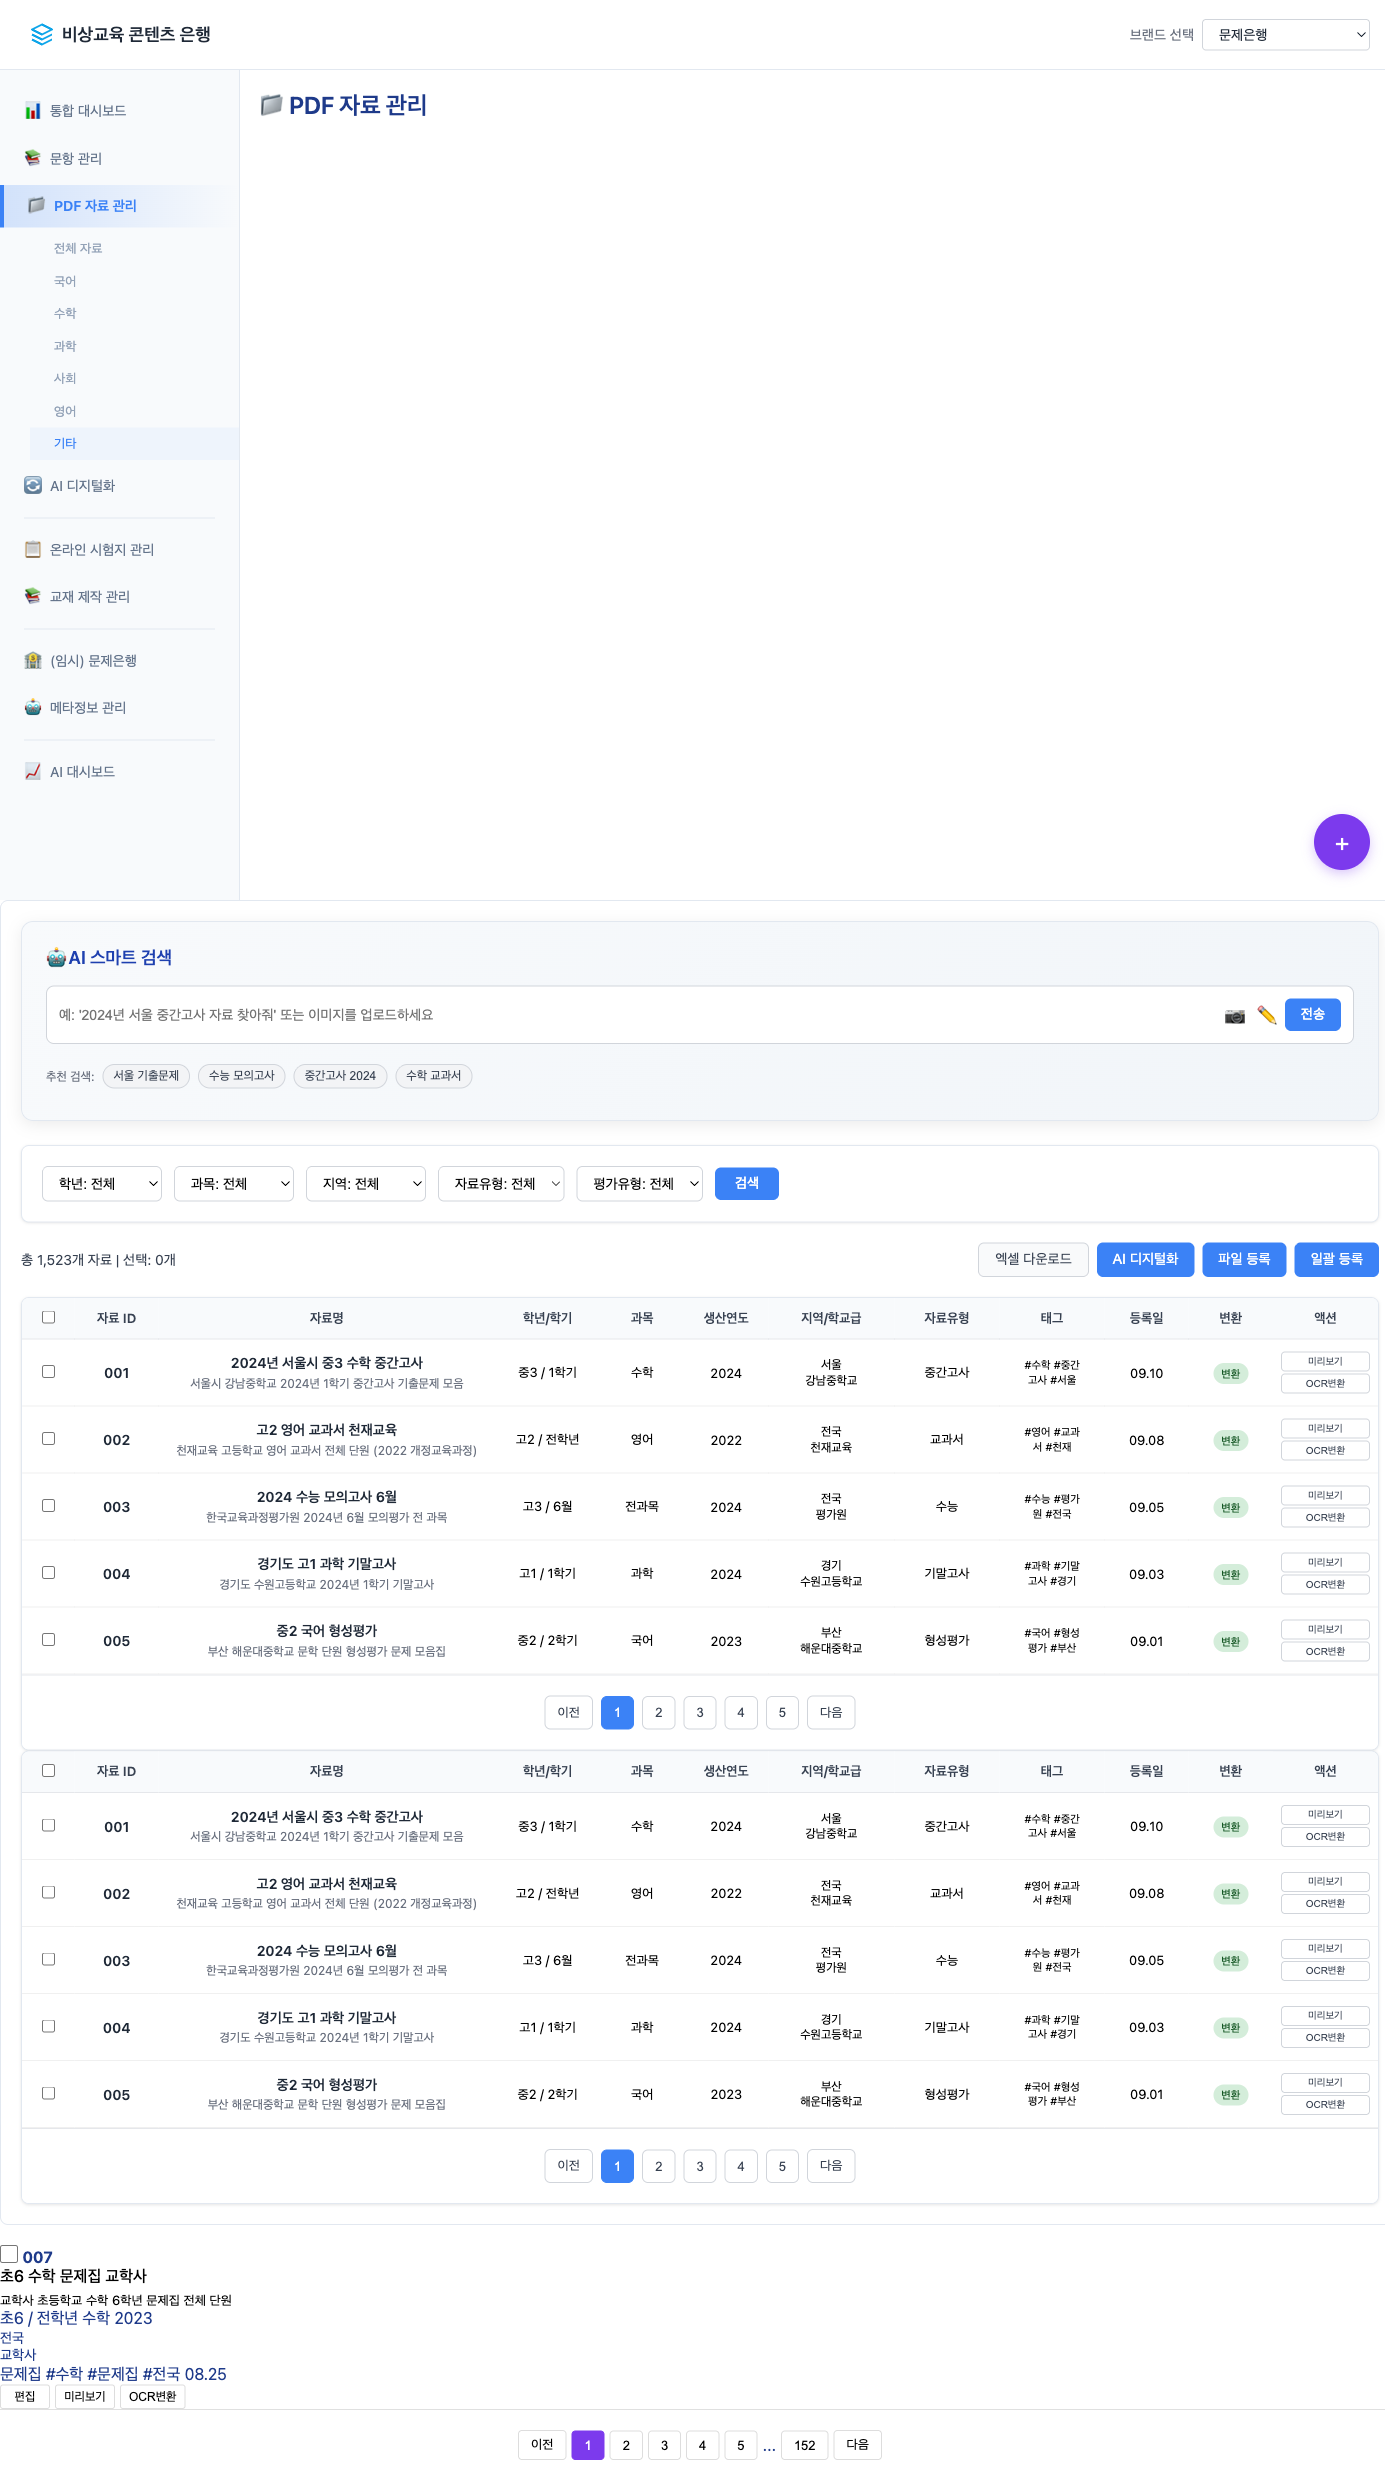 비상교육 콘텐츠 은행
브랜드 선택 문제은행
통합 대시보드
문항 관리
PDF 자료 관리
전체 자료
국어
수학
과학
사회
영어
기타
AI 디지털화
온라인 시험지 관리
교재 제작 관리
(임시) 문제은행
메타정보 관리
AI 대시보드
PDF 자료 관리
+
AI 스마트 검색
예: '2024년 서울 중간고사 자료 찾아줘' 또는 이미지를 업로드하세요 전송
추천 검색: 서울 기출문제 수능 모의고사 중간고사 2024 수학 교과서
학년: 전체 과목: 전체 지역: 전체 자료유형: 전체 평가유형: 전체 검색
총 1,523개 자료 | 선택: 0개 엑셀 다운로드 AI 디지털화 파일 등록 일괄 등록
자료 ID 자료명 학년/학기 과목 생산연도 지역/학교급 자료유형 태그 등록일 변환 액션
001 2024년 서울시 중3 수학 중간고사 중3 / 1학기 수학 2024 서울 중간고사 #수학 #중간 09.10 변환 미리보기
서울시 강남중학교 2024년 1학기 중간고사 기출문제 모음 강남중학교 고사 #서울 OCR변환
002 고2 영어 교과서 천재교육 고2 / 전학년 영어 2022 전국 교과서 #영어 #교과 09.08 변환 미리보기
천재교육 고등학교 영어 교과서 전체 단원 (2022 개정교육과정) 천재교육 서 #천재 OCR변환
003 2024 수능 모의고사 6월 고3 / 6월 전과목 2024 전국 수능 #수능 #평가 09.05 변환 미리보기
한국교육과정평가원 2024년 6월 모의평가 전 과목 평가원 원 #전국 OCR변환
004 경기도 고1 과학 기말고사 고1 / 1학기 과학 2024 경기 기말고사 #과학 #기말 09.03 변환 미리보기
경기도 수원고등학교 2024년 1학기 기말고사 수원고등학교 고사 #경기 OCR변환
005 중2 국어 형성평가 중2 / 2학기 국어 2023 부산 형성평가 #국어 #형성 09.01 변환 미리보기
부산 해운대중학교 문학 단원 형성평가 문제 모음집 해운대중학교 평가 #부산 OCR변환
이전 1 2 3 4 5 다음
자료 ID 자료명 학년/학기 과목 생산연도 지역/학교급 자료유형 태그 등록일 변환 액션
001 2024년 서울시 중3 수학 중간고사 중3 / 1학기 수학 2024 서울 중간고사 #수학 #중간 09.10 변환 미리보기
서울시 강남중학교 2024년 1학기 중간고사 기출문제 모음 강남중학교 고사 #서울 OCR변환
002 고2 영어 교과서 천재교육 고2 / 전학년 영어 2022 전국 교과서 #영어 #교과 09.08 변환 미리보기
천재교육 고등학교 영어 교과서 전체 단원 (2022 개정교육과정) 천재교육 서 #천재 OCR변환
003 2024 수능 모의고사 6월 고3 / 6월 전과목 2024 전국 수능 #수능 #평가 09.05 변환 미리보기
한국교육과정평가원 2024년 6월 모의평가 전 과목 평가원 원 #전국 OCR변환
004 경기도 고1 과학 기말고사 고1 / 1학기 과학 2024 경기 기말고사 #과학 #기말 09.03 변환 미리보기
경기도 수원고등학교 2024년 1학기 기말고사 수원고등학교 고사 #경기 OCR변환
005 중2 국어 형성평가 중2 / 2학기 국어 2023 부산 형성평가 #국어 #형성 09.01 변환 미리보기
부산 해운대중학교 문학 단원 형성평가 문제 모음집 해운대중학교 평가 #부산 OCR변환
이전 1 2 3 4 5 다음
007
초6 수학 문제집 교학사
교학사 초등학교 수학 6학년 문제집 전체 단원
초6 / 전학년 수학 2023
전국
교학사
문제집 #수학 #문제집 #전국 08.25
편집 미리보기 OCR변환
이전 1 2 3 4 5 ... 152 다음